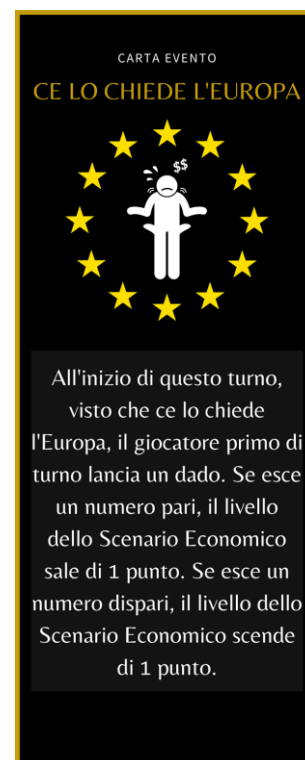 CARTA EVENTO
CE LO CHIEDE L'EUROPA
$$
All'inizio di questo turno,
visto che ce lo chiede
l'Europa, il giocatore primo di
turno lancia un dado. Se esce
un numero pari, il livello
dello Scenario Economico
sale di 1 punto. Se esce un
numero dispari, il livello dello
Scenario Economico scende
di 1 punto.